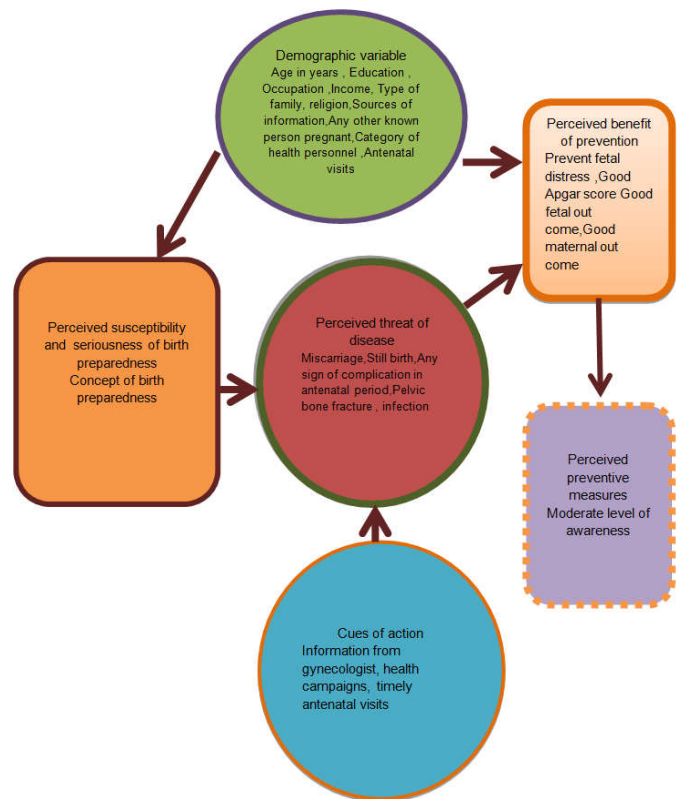 Demographic variable
Age in years , Education ,
Occupation ,Income, Type of
family, religion,Sources of
information,Any other known
person pregnant,Category of
health personnel ,Antenatal
visits
Perceived benefit
of prevention
Prevent fetal
distress ,Good
Apgar score Good
fetal out
come,Good
maternal out
come
Perceived susceptibility
and seriousness of birth
preparedness
Concept of birth
preparedness
Perceived threat of
disease
Miscarriage,Still birth,Any
sign of complication in
antenatal period,Pelvic
bone fracture , infection
Perceived
preventive
measures
Moderate level of
awareness
Cues of action
Information from
gynecologist, health
campaigns, timely
antenatal visits